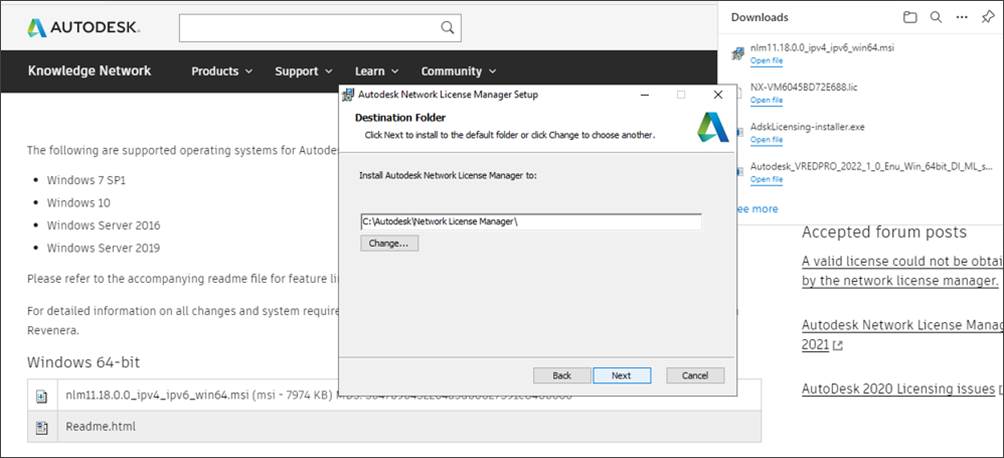 AUTODESK.
Knowledge Network
Products
Support
Learn
Community
The following are supported operating systems for Autode
Windows 7 SP1
Windows 10
Windows Server 2016
Windows Server 2019
Please refer to the accompanying readme file for feature li
For detailed information on all changes and system require
Revenera.
Windows 64-bit
nlm11.18.0.0_ipv4_ipv6_win64.msi (msi - 7974 KB)
Readme.html
Autodesk Network License Manager Setup
Destination Folder
Click Next to install to the default folder or click Change to choose another.
Install Autodesk Network License Manager to:
C:\Autodesk\Network License Manager\
Change...
Back
Next
Cancel
Downloads
nlm11.18.0.0_ipv4_ipv6_win64.msi
Open file
NX-VM6045BD72E688.lic
Open file
AdskLicensing-installer.exe
Open file
Autodesk_VREDPRO_2022_1_0_Enu_Win_64bit_DI_ML_s...
Open file
ee more
Accepted forum posts
A valid license could not be obtai
by the network license manager.
Autodesk Network License Manag
2021
AutoDesk 2020 Licensing issues